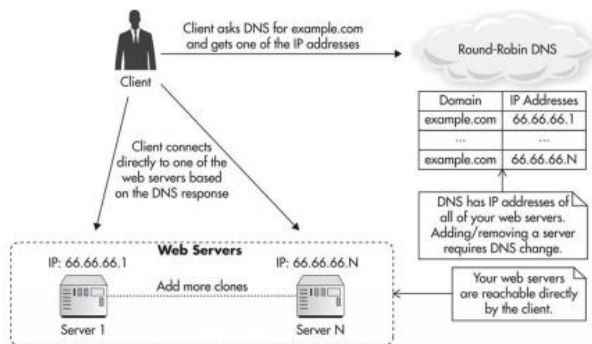 Client asks DNS for example.com
and gets one of the IP addresses
Client
Round-Robin DNS
Domain IP Addresses
example.com 66.66.66.1
... ...
example.com 66.66.66.N
Client connects
directly to one of the
web servers based
on the DNS response
DNS has IP addresses of
all of your web servers.
Adding/removing a server
requires DNS change.
Web Servers
IP: 66.66.66.1 IP: 66.66.66.N
Add more clones
Server 1 Server N
Your web servers
are reachable directly
by the client.